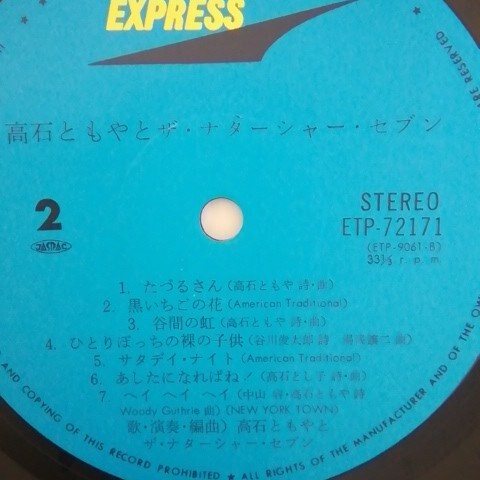 EXPRESS
高石ともやとザ・ナターシャー・セブン
2
JASRAC
STEREO
ETP-72171
(ETP-9061-B)
33⅓ r.p.m
1. たづるさん (高石ともや 詩・曲)
2. 黒いちごの花 (American Traditional)
3. 谷間の虹 (高石ともや 詩・曲)
4. ひとりぼっちの裸の子供 (谷川俊太郎 詩 譲二 曲)
5. サタデイ・ナイト (American Traditional)
6. あしたになればね! (高石とし子 詩・曲)
7. ヘイ ヘイ ヘイ (中山 ・高石ともや 詩
Woody Guthrie 曲) (NEW YORK TOWN)
歌・演奏・編曲) 高石ともやと
ザ・ナターシャー・セブン
AND COPYING OF THIS RECORD PROHIBITED ★ ALL RIGHTS OF THE MANUFACTURER AND OF THE OW
ARE RESERVED